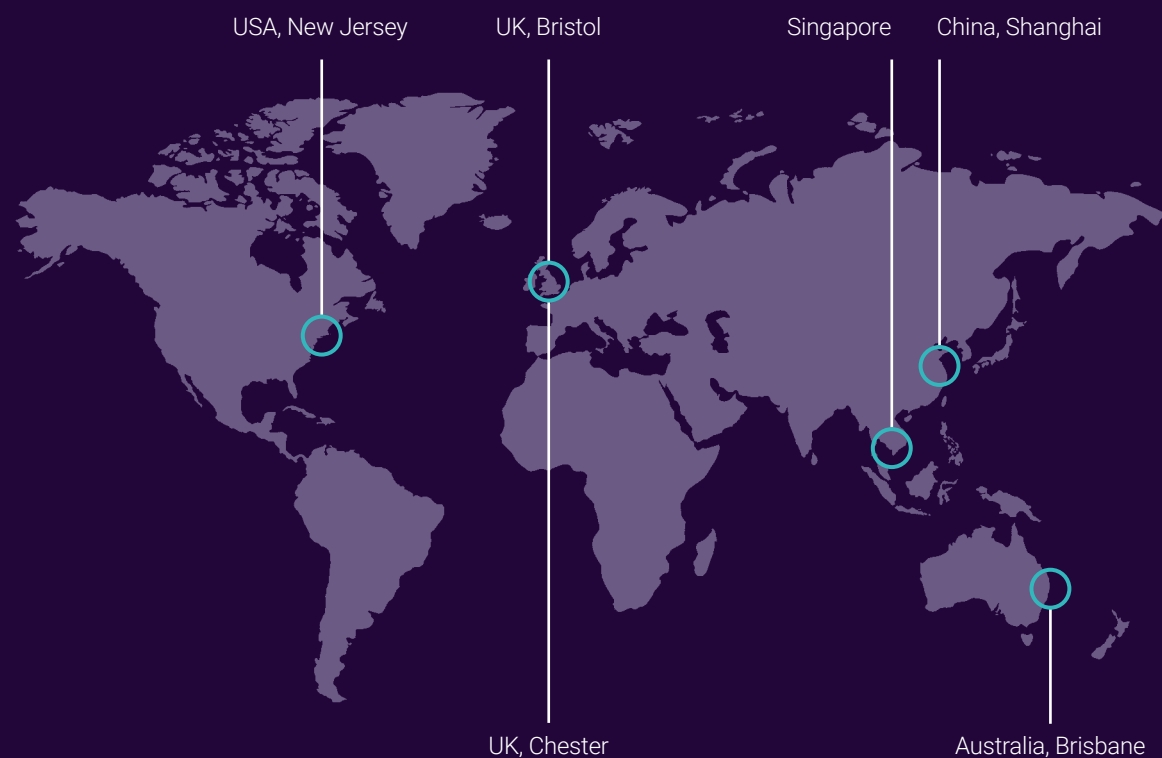 USA, New Jersey
UK, Bristol
Singapore
China, Shanghai
UK, Chester
Australia, Brisbane